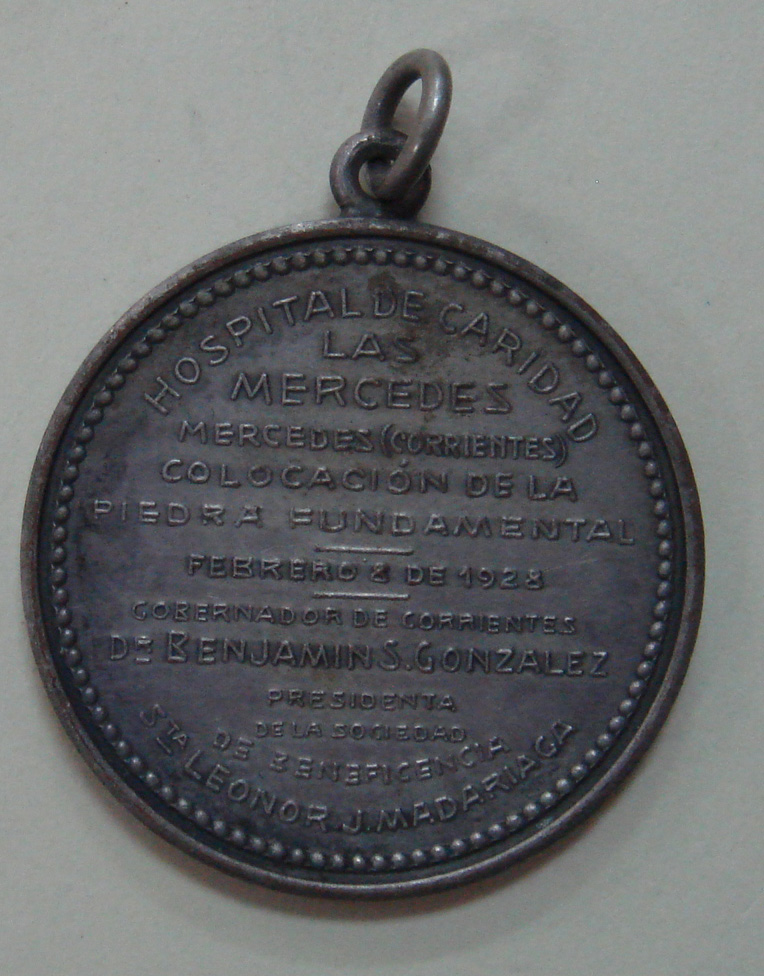 HOSPITAL DE CARIDAD
LAS
MERCEDES
MERCEDES (CORRIENTES)
COLOCACIÓN DE LA
PIEDRA FUNDAMENTAL
FEBRERO 8 DE 1928
GOBERNADOR DE CORRIENTES
DR BENJAMIN S. GONZALEZ
PRESIDENTA
DE LA SOCIEDAD
DE BENEFICENCIA
STA LEONOR J. MADARIAGA